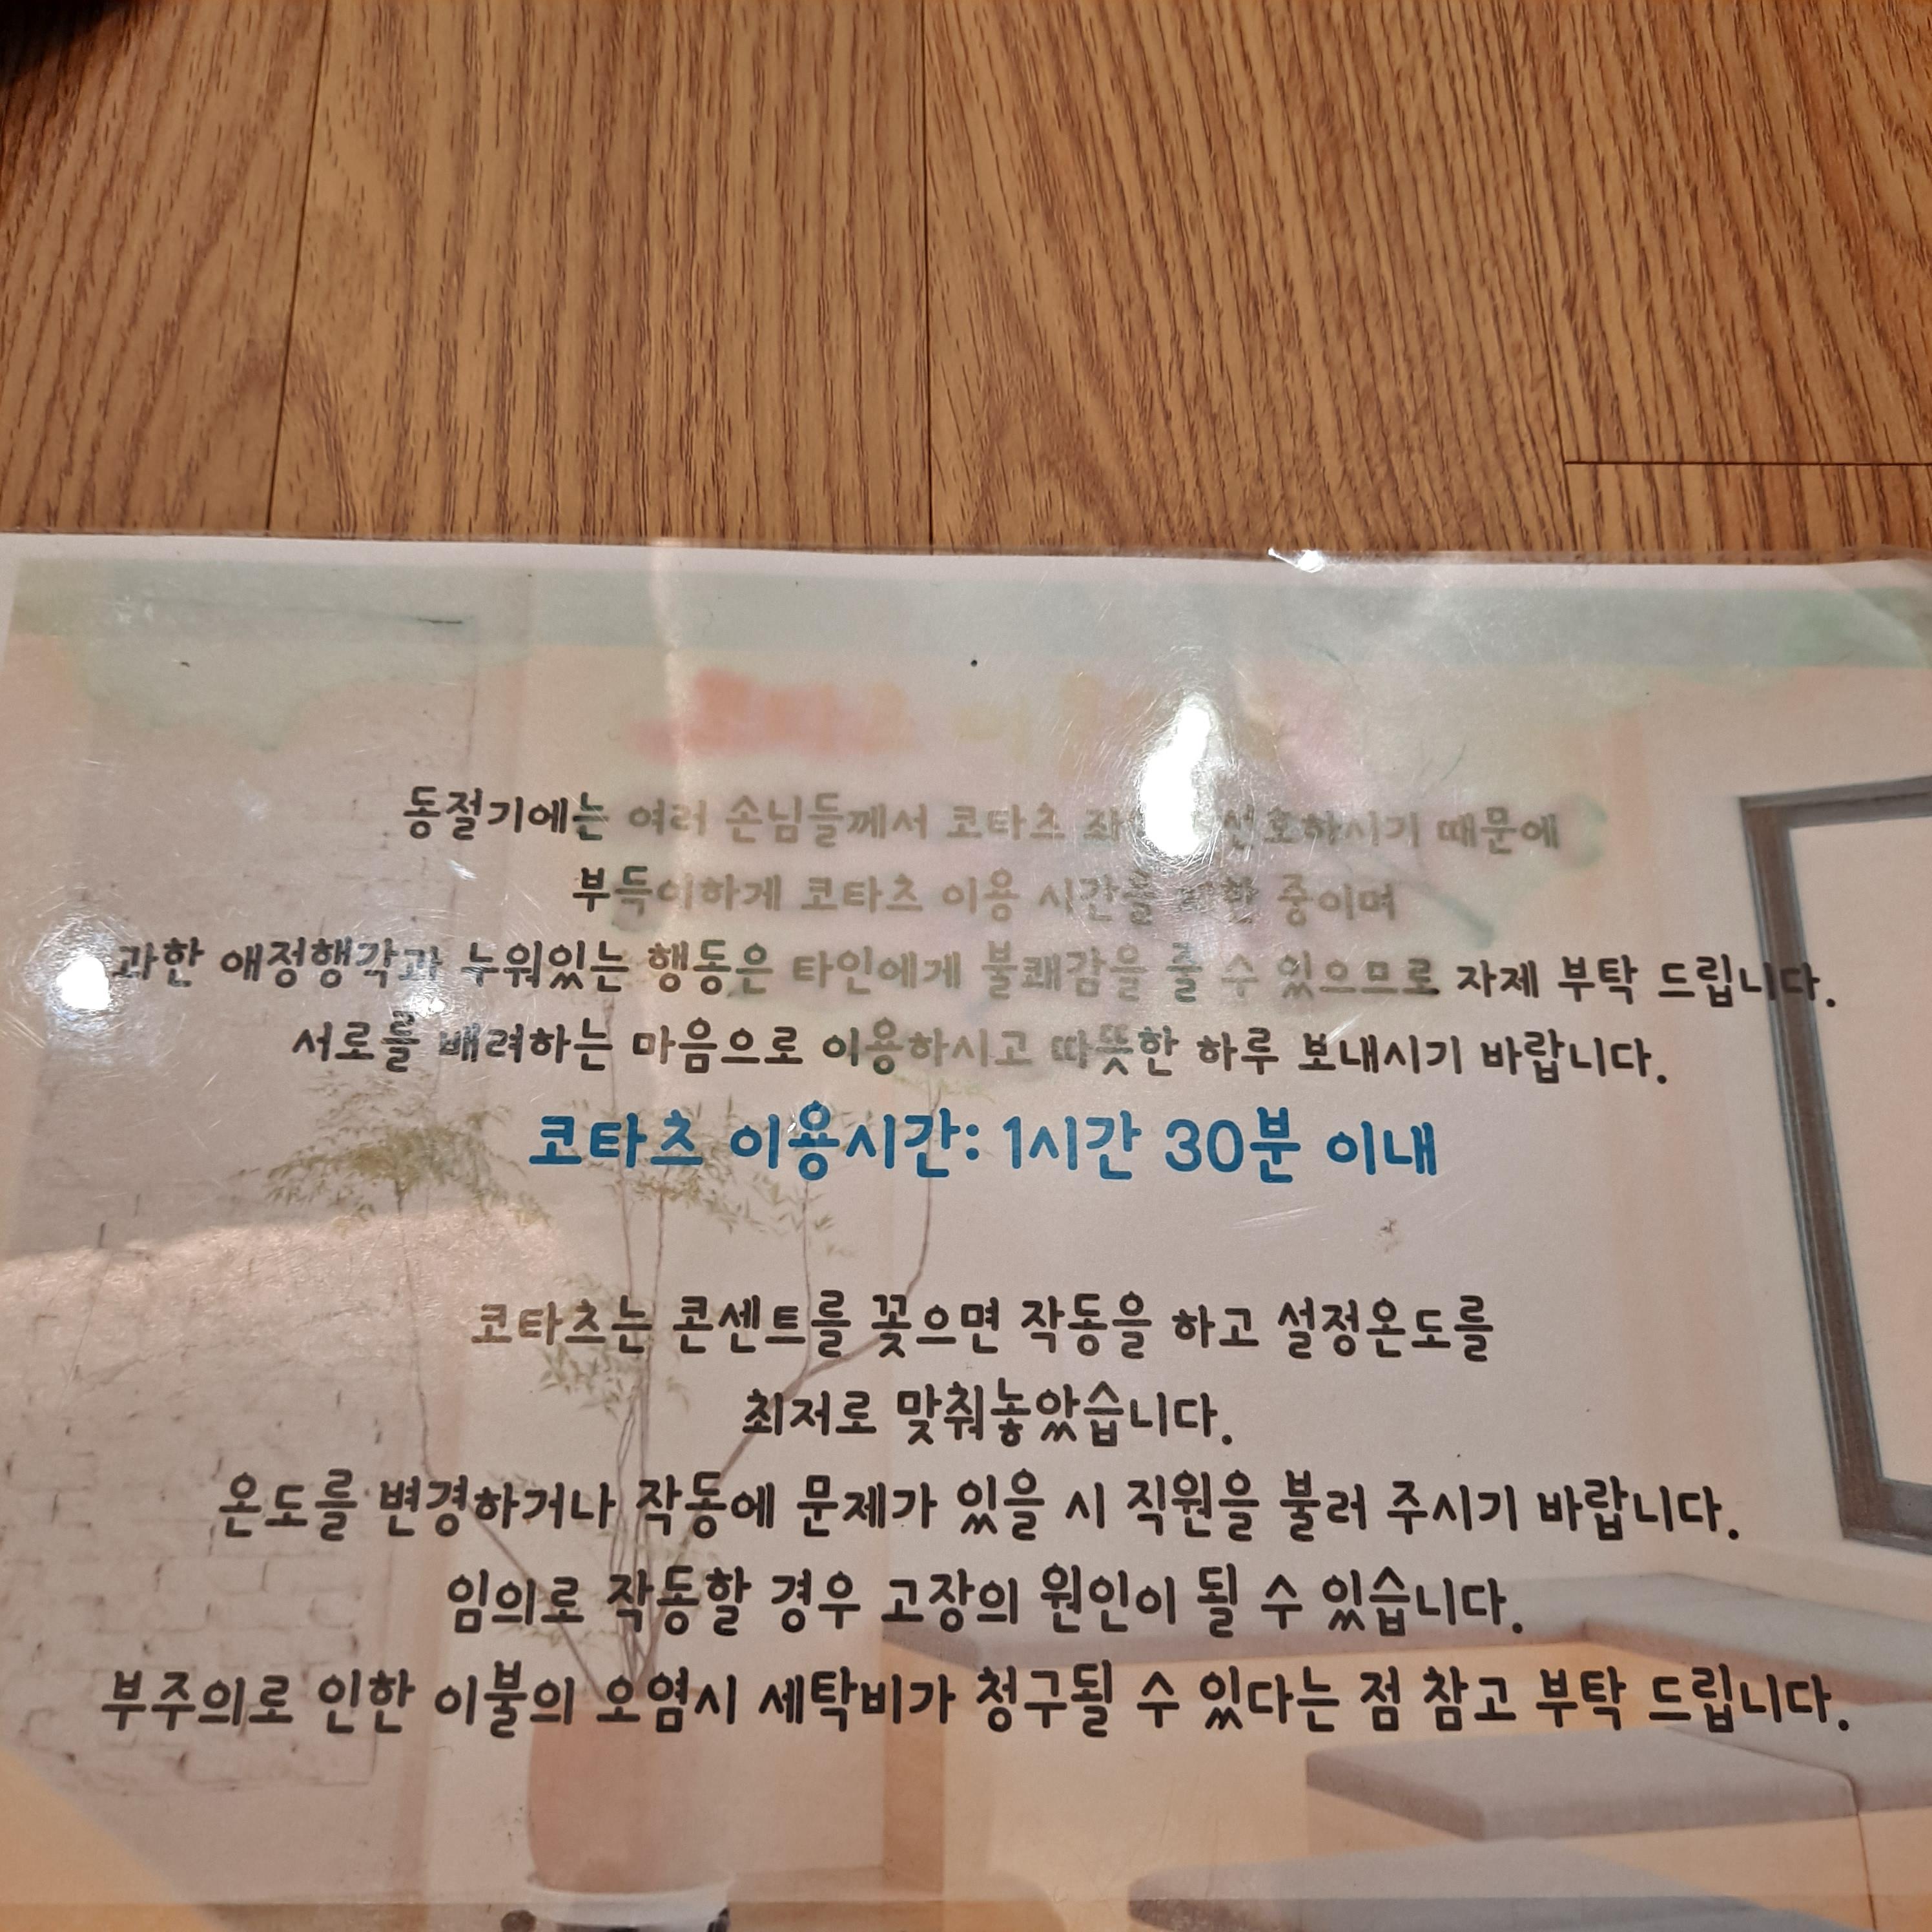 동절기에는 여러 손님들께서 코타츠 선호하시기 때문에
부득이하게 코타츠 이용 시간을 중이며
과한 애정행각과 누워있는 행동은 타인에게 불쾌감을 줄 수 있으므로 자제 부탁 드립니다.
서로를 배려하는 마음으로 이용하시고 따뜻한 하루 보내시기 바랍니다.
코타츠 이용시간: 1시간 30분 이내
코타츠는 콘센트를 꽂으면 작동을 하고 설정온도를
최저로 맞춰놓았습니다.
온도를 변경하거나 작동에 문제가 있을 시 직원을 불러 주시기 바랍니다.
임의로 작동할 경우 고장의 원인이 될 수 있습니다.
부주의로 인한 이불의 오염시 세탁비가 청구될 수 있다는 점 참고 부탁 드립니다.